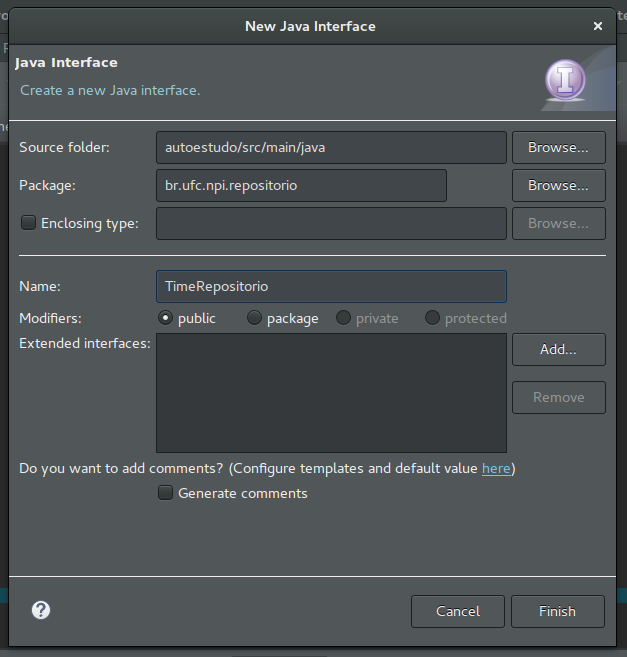 New Java Interface
Java Interface
Create a new Java interface.
Source folder: autoestudo/src/main/java Browse...
Package: br.ufc.npi.repositorio Browse...
Enclosing type: Browse...
Name: TimeRepositorio
Modifiers: public package private protected
Extended interfaces: Add...
Remove
Do you want to add comments? (Configure templates and default value here)
Generate comments
? Cancel Finish